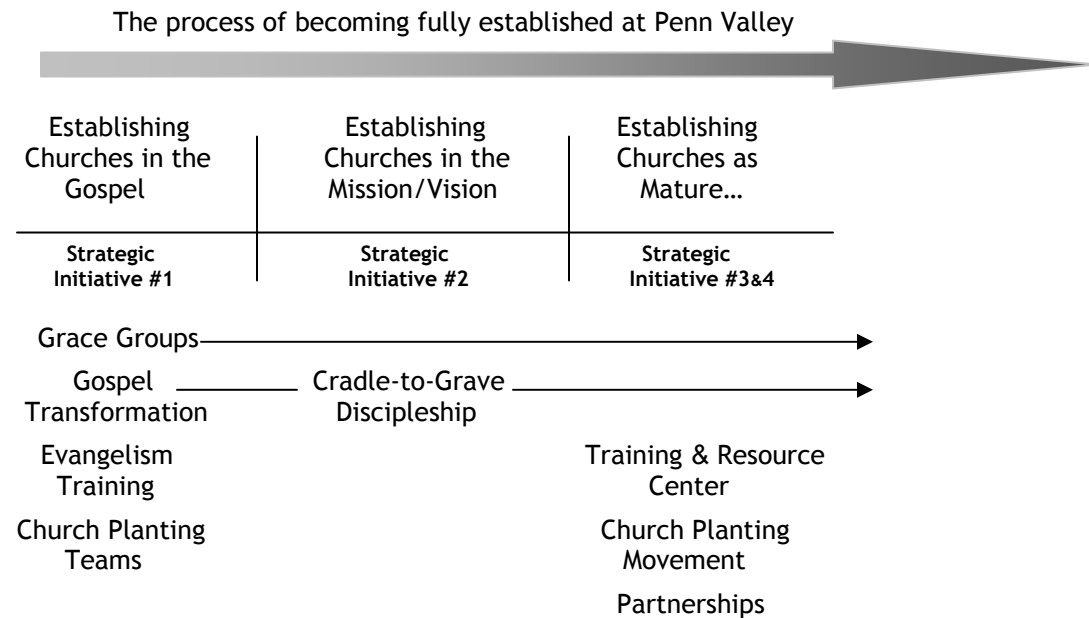 The process of becoming fully established at Penn Valley
Establishing
Churches in the
Gospel
Establishing
Churches in the
Mission/Vision
Establishing
Churches as
Mature…
Strategic
Initiative #1
Strategic
Initiative #2
Strategic
Initiative #3&4
Grace Groups
Gospel
Transformation
Cradle-to-Grave
Discipleship
Evangelism
Training
Training & Resource
Center
Church Planting
Teams
Church Planting
Movement
Partnerships